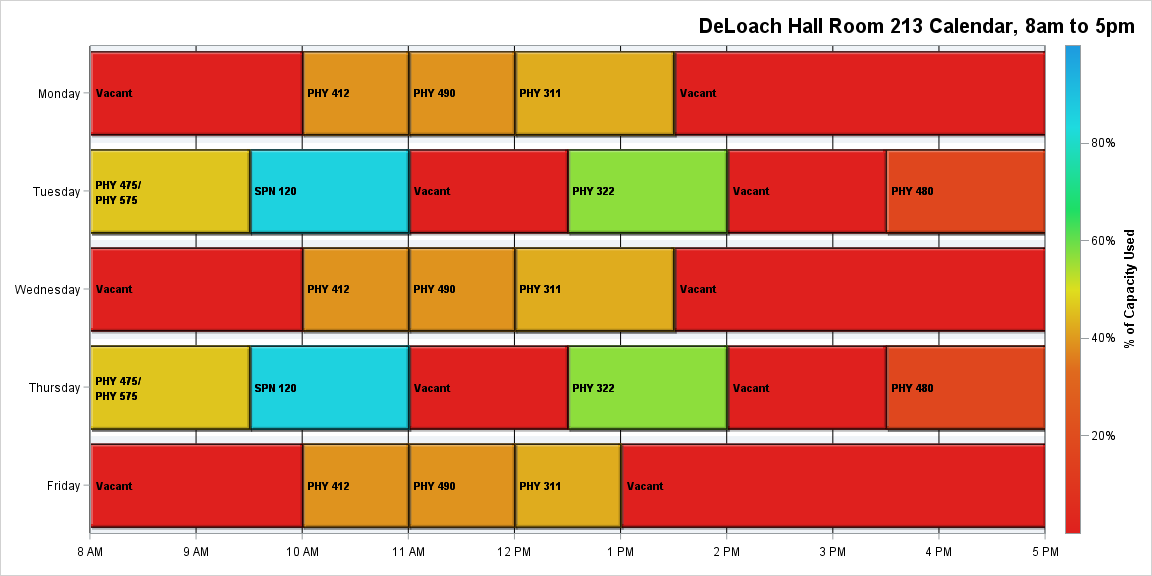 DeLoach Hall Room 213 Calendar, 8am to 5pm
Monday
Vacant
PHY 412
PHY 490
PHY 311
Vacant
Tuesday
PHY 475/
PHY 575
SPN 120
Vacant
PHY 322
Vacant
PHY 480
Wednesday
Vacant
PHY 412
PHY 490
PHY 311
Vacant
Thursday
PHY 475/
PHY 575
SPN 120
Vacant
PHY 322
Vacant
PHY 480
Friday
Vacant
PHY 412
PHY 490
PHY 311
Vacant
8 AM
9 AM
10 AM
11 AM
12 PM
1 PM
2 PM
3 PM
4 PM
5 PM
80%
60%
40%
20%
% of Capacity Used